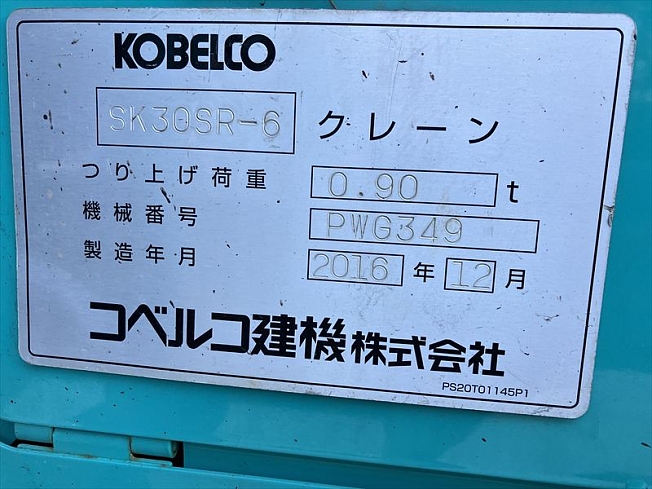 KOBELCO
SK30SR-6 クレーン
つり上げ荷重 0.90 t
機械番号 PWG349
製造年月 2016 年 12 月
コベルコ建機株式会社
PS20T01145P1